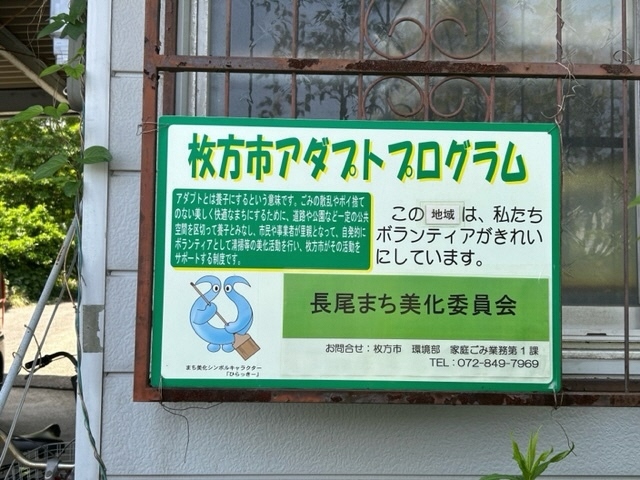 枚方市アダプトプログラム
アダプトとは養子にするという意味です。ごみの散乱やポイ捨て
のない美しく快適なまちにするために、道路や公園など一定の公共
空間を区切って養子とみなし、市民や事業者が里親となって、自発的に
ボランティアとして清掃等の美化活動を行い、枚方市がその活動を
サポートする制度です。
この 地域 は、私たち
ボランティアがきれい
にしています。
長尾まち美化委員会
お問合せ：枚方市 環境部 家庭ごみ業務第1課
TEL：072-849-7969
まち美化シンボルキャラクター
「ひらっきー」